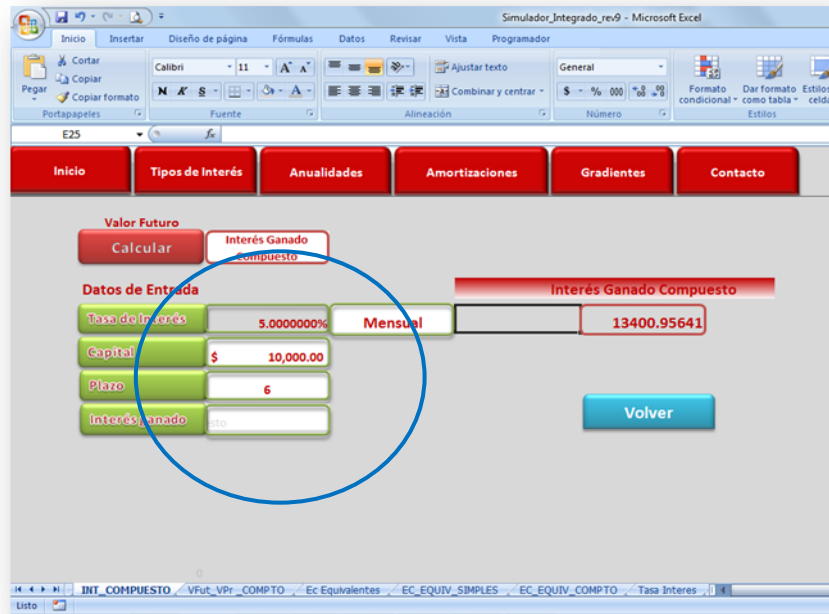 Simulador_Integrado_rev9 - Microsoft Excel
Inicio Insertar Diseño de página Fórmulas Datos Revisar Vista Programador
Pegar
Cortar
Copiar
Copiar formato
Portapapeles
Calibri 11 A A
N K S A
Fuente
Ajustar texto
Combinar y centrar
Alineación
General
$ % 000
Número
Formato condicional
Dar formato como tabla
Estilos celda
Estilos
E25 fx
Inicio Tipos de Interés Anualidades Amortizaciones Gradientes Contacto
Valor Futuro
Calcular
Interés Ganado
Compuesto
Datos de Entrada Interés Ganado Compuesto
Tasa de Interés 5.0000000% Mensual 13400.95641
Capital $ 10,000.00
Plazo 6
Interés ganado sto
Volver
0
INT_COMPUESTO VFut_VPr_COMPTO Ec Equivalentes EC_EQUIV_SIMPLES EC_EQUIV_COMPTO Tasa Interes
Listo